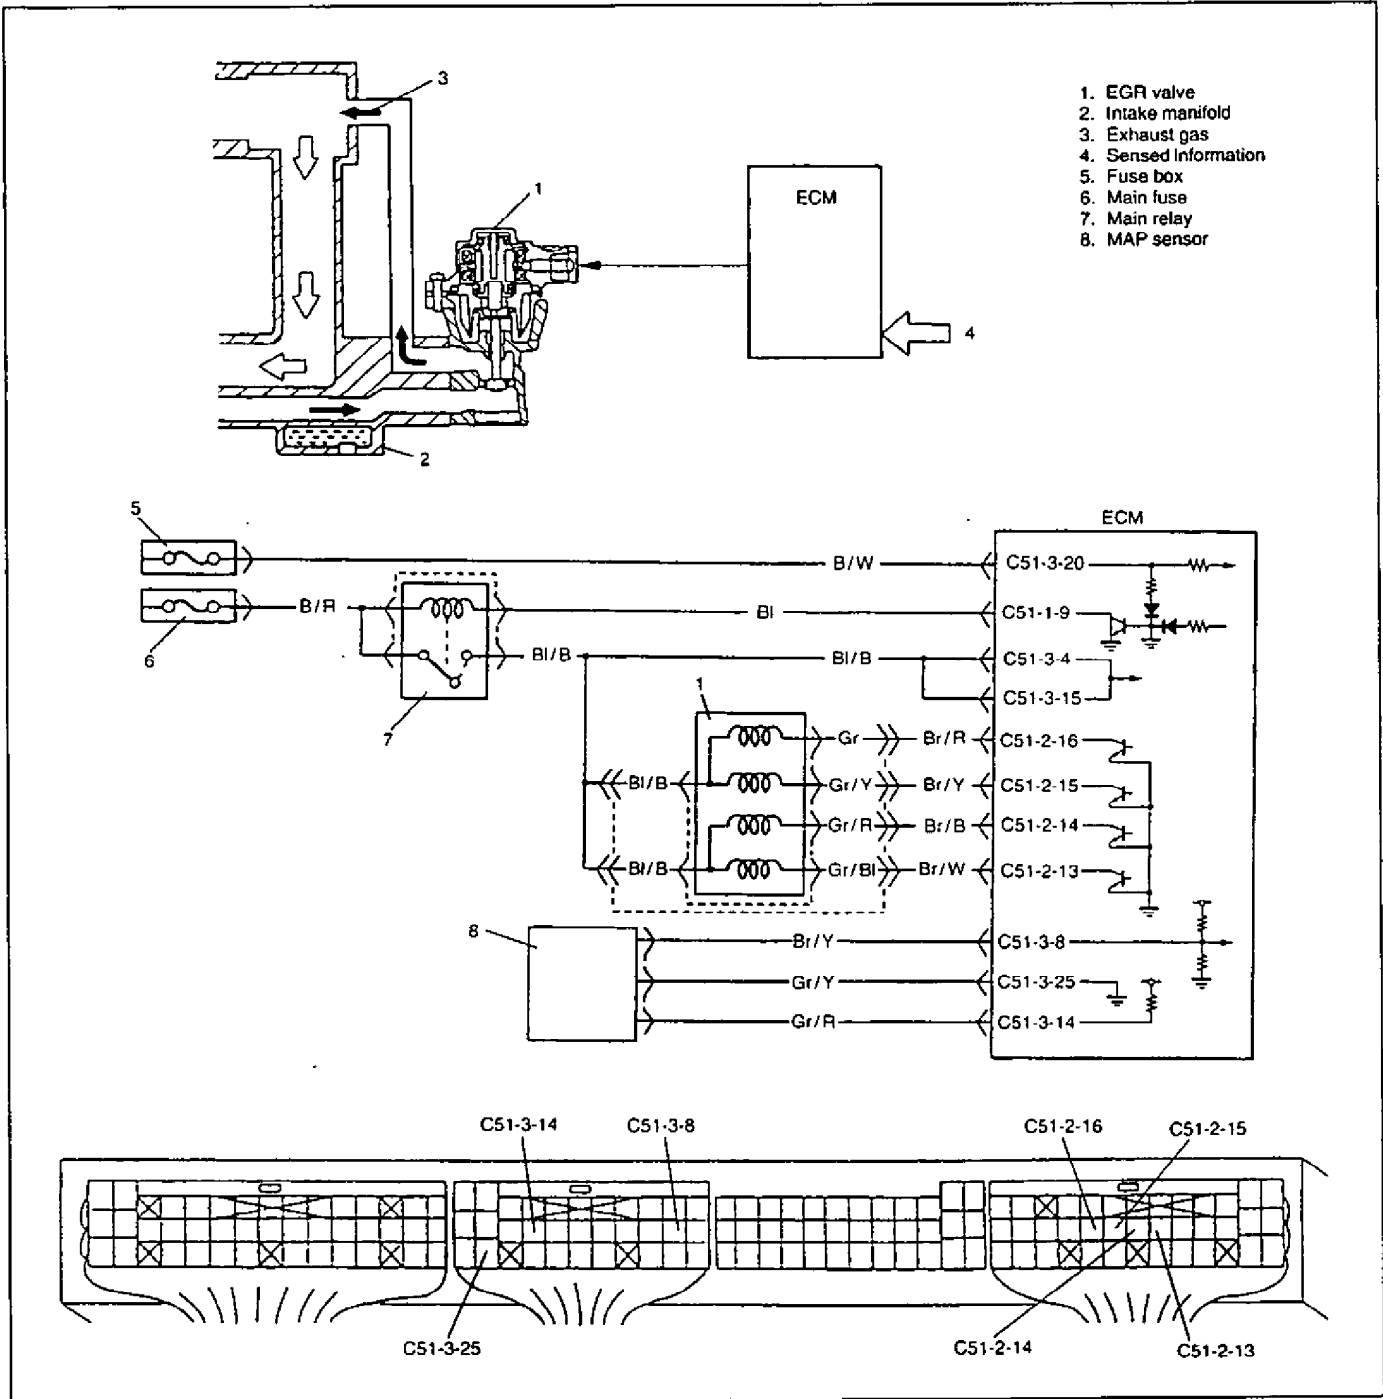 3
1. EGR valve
2. Intake manifold
3. Exhaust gas
4. Sensed Information
5. Fuse box
6. Main fuse
7. Main relay
8. MAP sensor
1
ECM
4
2
5
ECM
B/W
C51-3-20
B/R
Bl
C51-1-9
6
Bl/B
Bl/B
C51-3-4
C51-3-15
7
1
Gr
Br/R
C51-2-16
Bl/B
Gr/Y
Br/Y
C51-2-15
Gr/R
Br/B
C51-2-14
Bl/B
Gr/Bl
Br/W
C51-2-13
8
Br/Y
C51-3-8
Gr/Y
C51-3-25
Gr/R
C51-3-14
C51-3-14
C51-3-8
C51-2-16
C51-2-15
C51-3-25
C51-2-14
C51-2-13